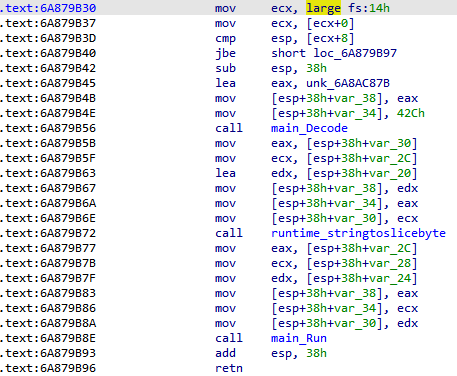 .text:6A879B30 mov ecx, large fs:14h
.text:6A879B37 mov ecx, [ecx+0]
.text:6A879B3D cmp esp, [ecx+8]
.text:6A879B40 jbe short loc_6A879B97
.text:6A879B42 sub esp, 38h
.text:6A879B45 lea eax, unk_6A8AC87B
.text:6A879B4B mov [esp+38h+var_38], eax
.text:6A879B4E mov [esp+38h+var_34], 42Ch
.text:6A879B56 call main_Decode
.text:6A879B5B mov eax, [esp+38h+var_30]
.text:6A879B5F mov ecx, [esp+38h+var_2C]
.text:6A879B63 lea edx, [esp+38h+var_20]
.text:6A879B67 mov [esp+38h+var_38], edx
.text:6A879B6A mov [esp+38h+var_34], eax
.text:6A879B6E mov [esp+38h+var_30], ecx
.text:6A879B72 call runtime_stringtoslicebyte
.text:6A879B77 mov eax, [esp+38h+var_2C]
.text:6A879B7B mov ecx, [esp+38h+var_28]
.text:6A879B7F mov edx, [esp+38h+var_24]
.text:6A879B83 mov [esp+38h+var_38], eax
.text:6A879B86 mov [esp+38h+var_34], ecx
.text:6A879B8A mov [esp+38h+var_30], edx
.text:6A879B8E call main_Run
.text:6A879B93 add esp, 38h
.text:6A879B96 retn